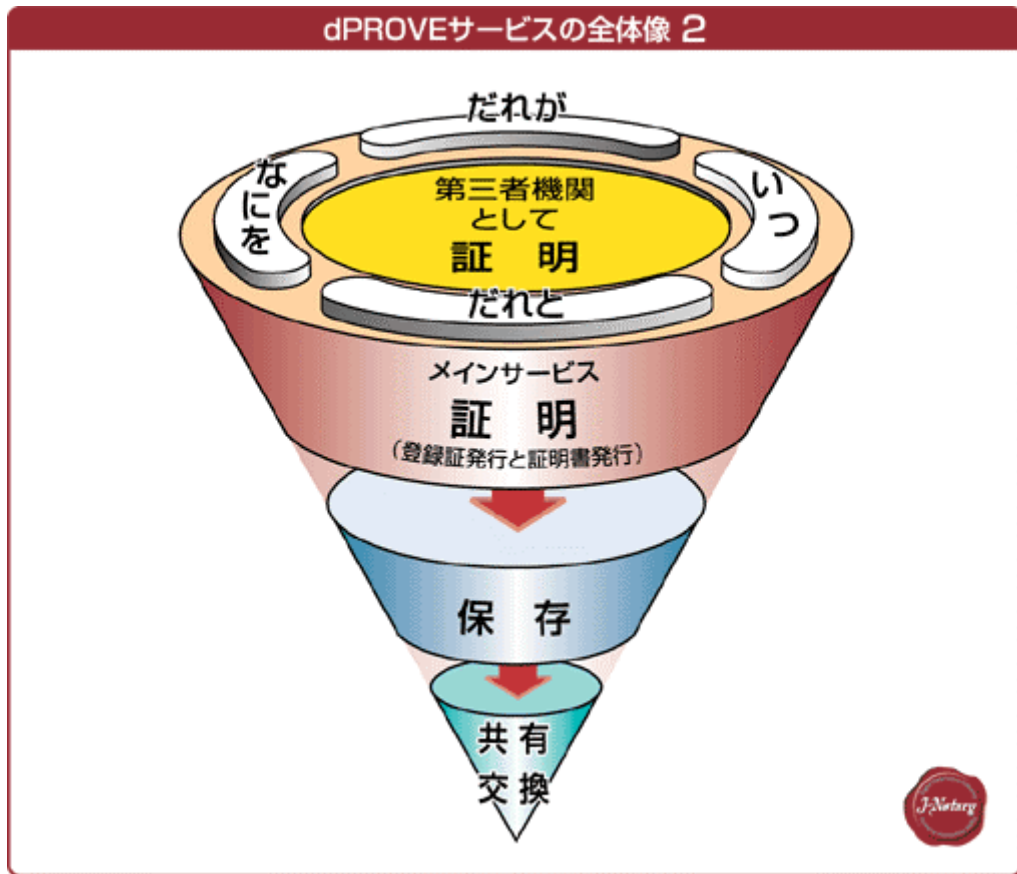 dPROVEサービスの全体像 2
だれが
なにを
いつ
第三者機関
として
証 明
だれと
メインサービス
証 明
(登録証発行と証明書発行)
保 存
共 有
交 換
J-Notary